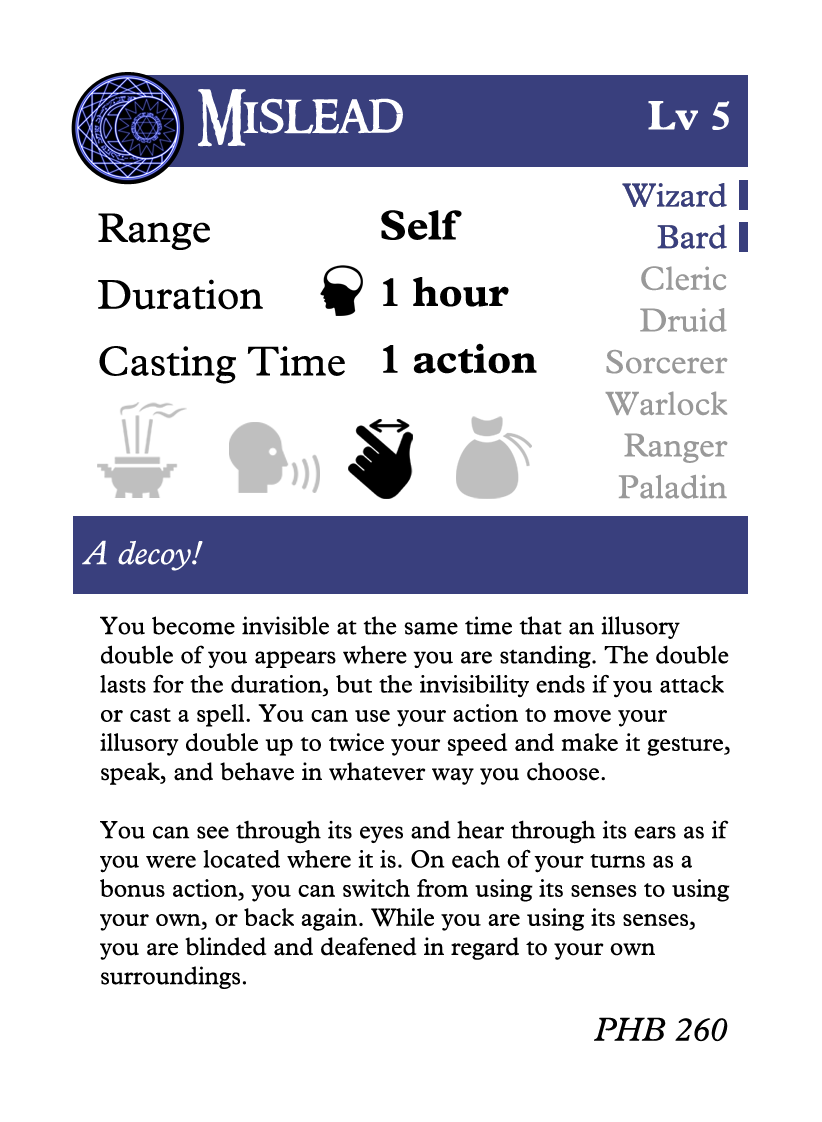 MISLEAD
Lv 5
Range Self
Duration 1 hour
Casting Time 1 action
Wizard
Bard
Cleric
Druid
Sorcerer
Warlock
Ranger
Paladin
A decoy!
You become invisible at the same time that an illusory
double of you appears where you are standing. The double
lasts for the duration, but the invisibility ends if you attack
or cast a spell. You can use your action to move your
illusory double up to twice your speed and make it gesture,
speak, and behave in whatever way you choose.
You can see through its eyes and hear through its ears as if
you were located where it is. On each of your turns as a
bonus action, you can switch from using its senses to using
your own, or back again. While you are using its senses,
you are blinded and deafened in regard to your own
surroundings.
PHB 260